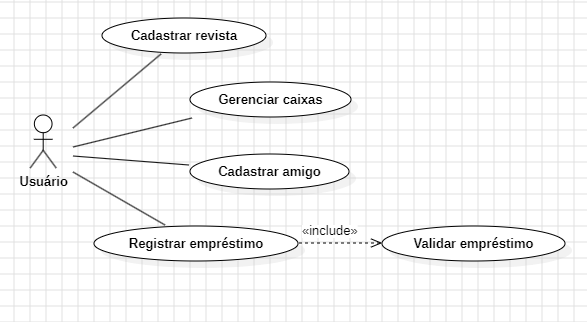 Cadastrar revista
Gerenciar caixas
Cadastrar amigo
Usuário
Registrar empréstimo
«include»
Validar empréstimo